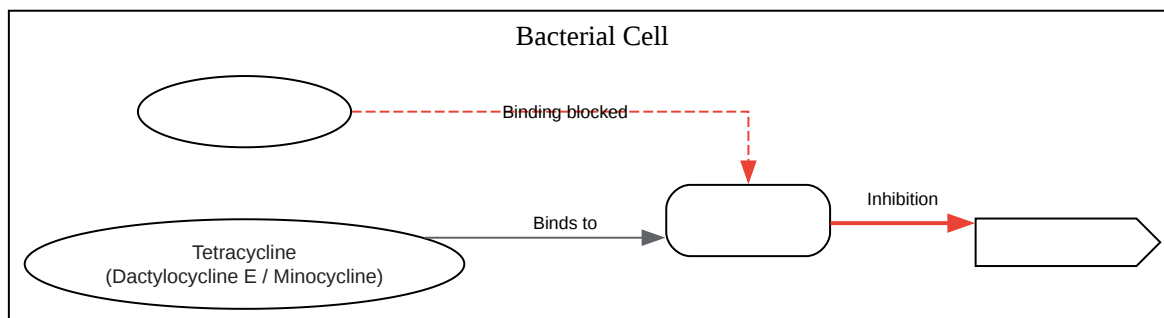 Bacterial Cell
Binding blocked
Inhibition
Binds to
Tetracycline
(Dactylocycline E / Minocycline)